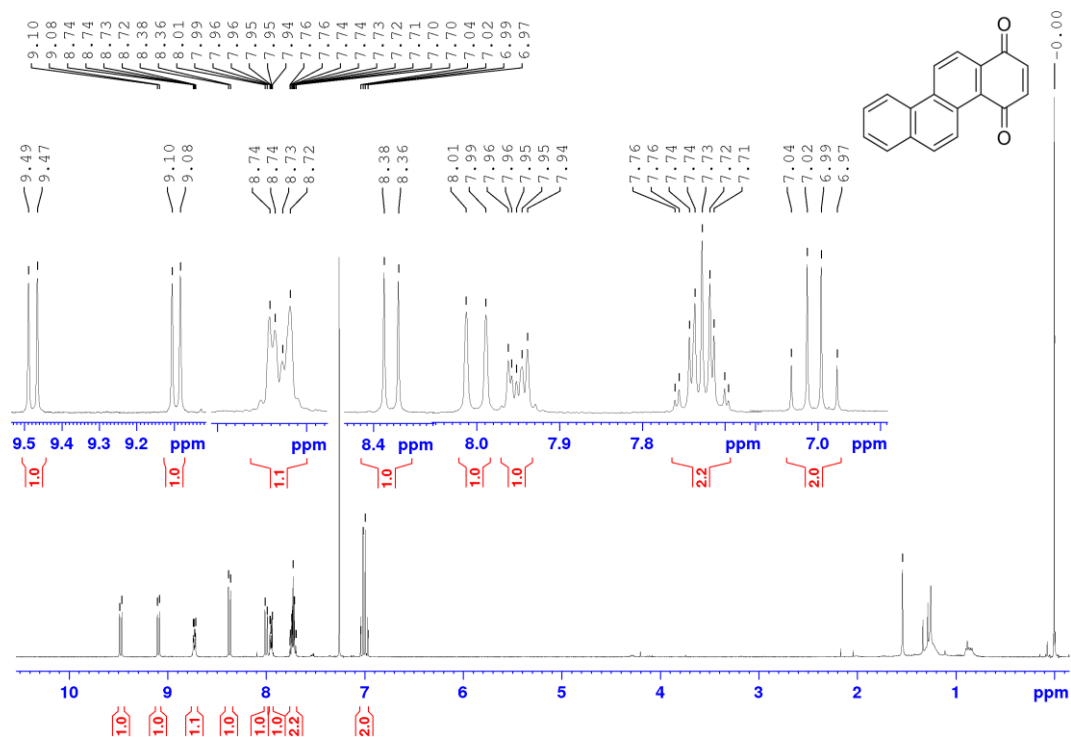 9.10 9.08 8.74 8.74 8.73 8.72 8.38 8.36 8.01 7.99 7.96 7.96 7.95 7.95 7.94 7.76 7.76 7.74 7.74 7.73 7.72 7.71 7.70 7.70 7.04 7.02 6.99 6.97
-0.00
O
O
9.49 9.47 9.10 9.08 8.74 8.74 8.73 8.72 8.38 8.36 8.01 7.99 7.96 7.96 7.95 7.95 7.94 7.76 7.76 7.74 7.74 7.73 7.72 7.71 7.04 7.02 6.99 6.97
9.5 9.4 9.3 9.2 ppm ppm 8.4 ppm 8.0 7.9 7.8 ppm 7.0 ppm
1.0 1.0 1.1 1.0 1.0 1.0 2.2 2.0
10 9 8 7 6 5 4 3 2 1 ppm
1.0 1.0 1.1 1.0 1.0 1.0 2.2 2.0